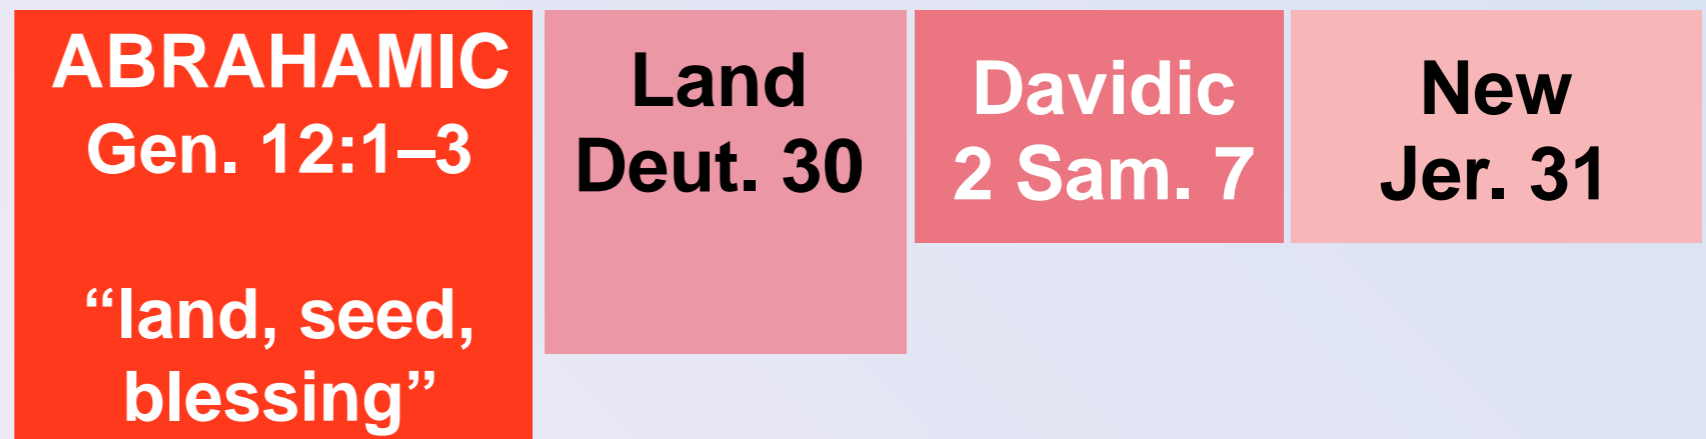 ABRAHAMIC
Gen. 12:1–3
“land, seed,
blessing”
Land
Deut. 30
Davidic
2 Sam. 7
New
Jer. 31